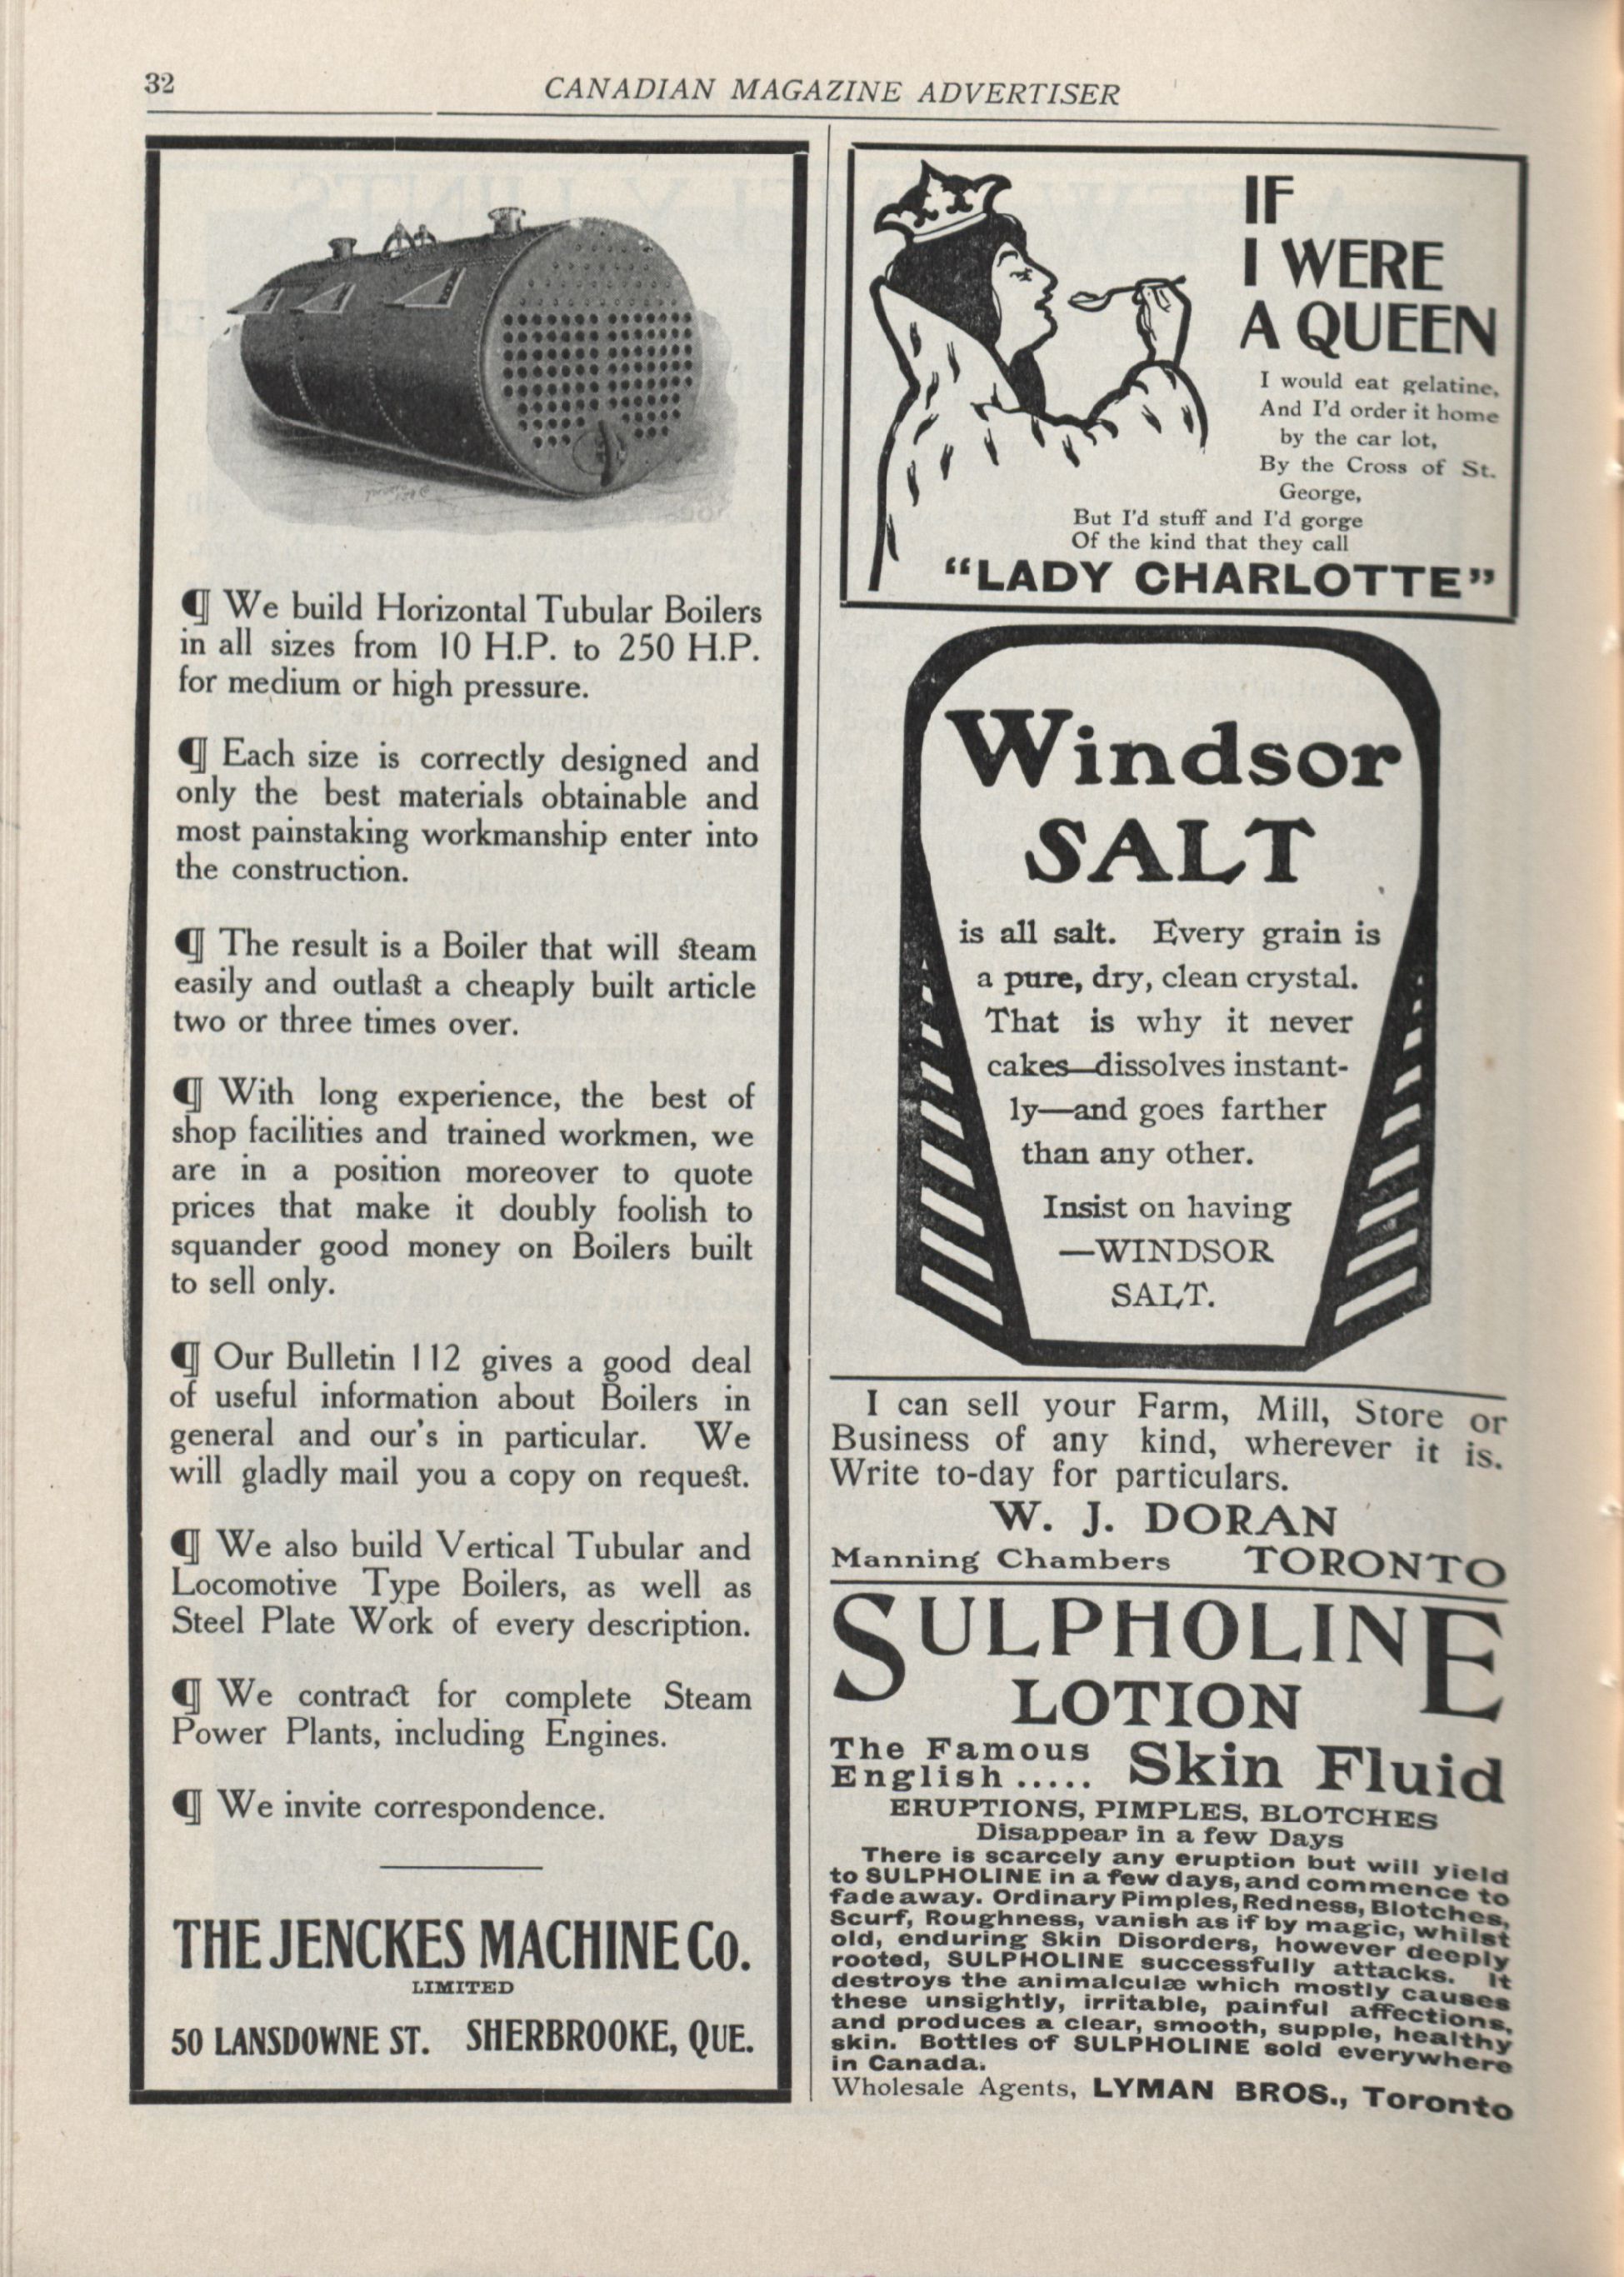 32
CANADIAN MAGAZINE ADVERTISER
¶ We build Horizontal Tubular Boilers
in all sizes from 10 H.P. to 250 H.P.
for medium or high pressure.
¶ Each size is correctly designed and
only the best materials obtainable and
most painstaking workmanship enter into
the construction.
¶ The result is a Boiler that will steam
easily and outlast a cheaply built article
two or three times over.
¶ With long experience, the best of
shop facilities and trained workmen, we
are in a position moreover to quote
prices that make it doubly foolish to
squander good money on Boilers built
to sell only.
¶ Our Bulletin 112 gives a good deal
of useful information about Boilers in
general and our's in particular. We
will gladly mail you a copy on request.
¶ We also build Vertical Tubular and
Locomotive Type Boilers, as well as
Steel Plate Work of every description.
¶ We contract for complete Steam
Power Plants, including Engines.
¶ We invite correspondence.
THE JENCKES MACHINE Co.
LIMITED
50 LANSDOWNE ST. SHERBROOKE, QUE.
IF
I WERE
A QUEEN
I would eat gelatine,
And I'd order it home
by the car lot,
By the Cross of St.
George,
But I'd stuff and I'd gorge
Of the kind that they call
"LADY CHARLOTTE"
Windsor
SALT
is all salt. Every grain is
a pure, dry, clean crystal.
That is why it never
cakes—dissolves instant-
ly—and goes farther
than any other.
Insist on having
—WINDSOR
SALT.
I can sell your Farm, Mill, Store or
Business of any kind, wherever it is.
Write to-day for particulars.
W. J. DORAN
Manning Chambers TORONTO
SULPHOLINE
LOTION
The Famous
English ..... Skin Fluid
ERUPTIONS, PIMPLES, BLOTCHES
Disappear in a few Days
There is scarcely any eruption but will yield
to SULPHOLINE in a few days, and commence to
fade away. Ordinary Pimples, Redness, Blotches,
Scurf, Roughness, vanish as if by magic, whilst
old, enduring Skin Disorders, however deeply
rooted, SULPHOLINE successfully attacks. It
destroys the animalculæ which mostly causes
these unsightly, irritable, painful affections,
and produces a clear, smooth, supple, healthy
skin. Bottles of SULPHOLINE sold everywhere
in Canada.
Wholesale Agents, LYMAN BROS., Toronto